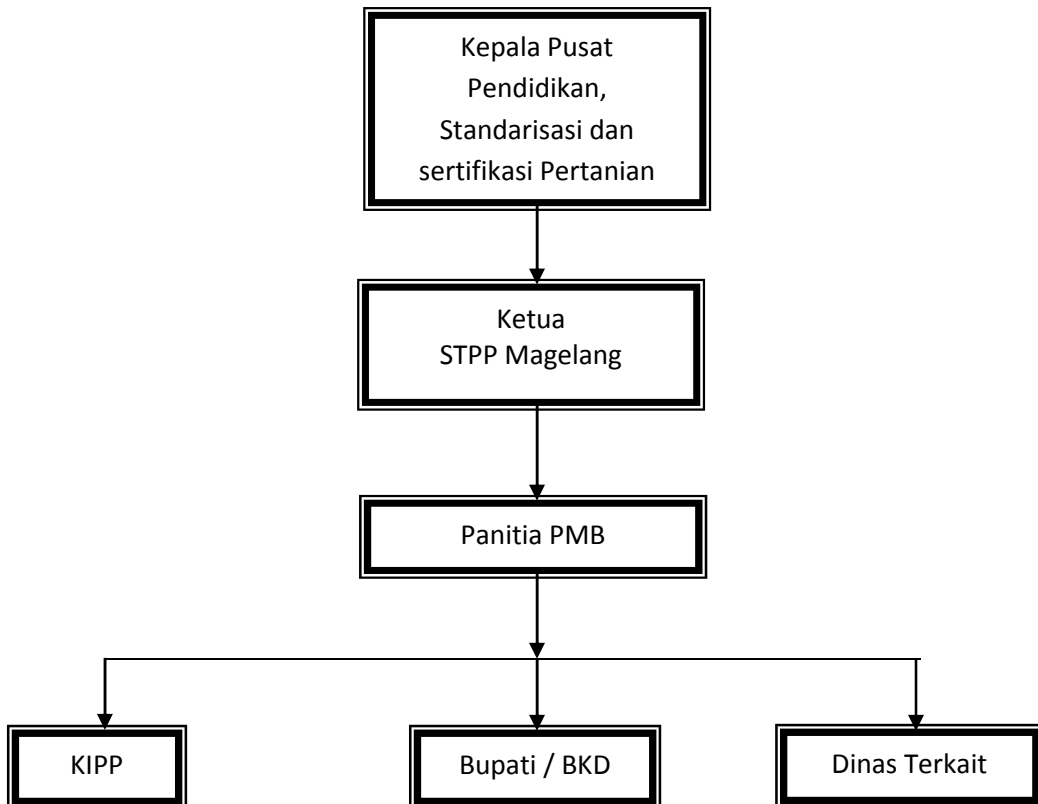 Kepala Pusat
Pendidikan,
Standarisasi dan
sertifikasi Pertanian
Ketua
STPP Magelang
Panitia PMB
KIPP
Bupati / BKD
Dinas Terkait